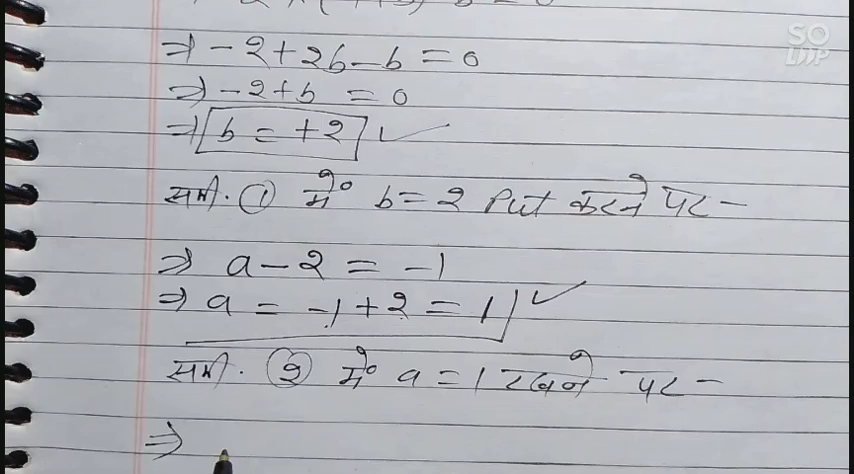 ⇒ -2+2b-b = 0
⇒ -2+b = 0
⇒ b = +2 ✓
समी. ① में b=2 Put करने पर -
⇒ a-2 = -1
⇒ a = -1+2 = 1 ✓
समी. ② में a=1 रखने पर -
⇒